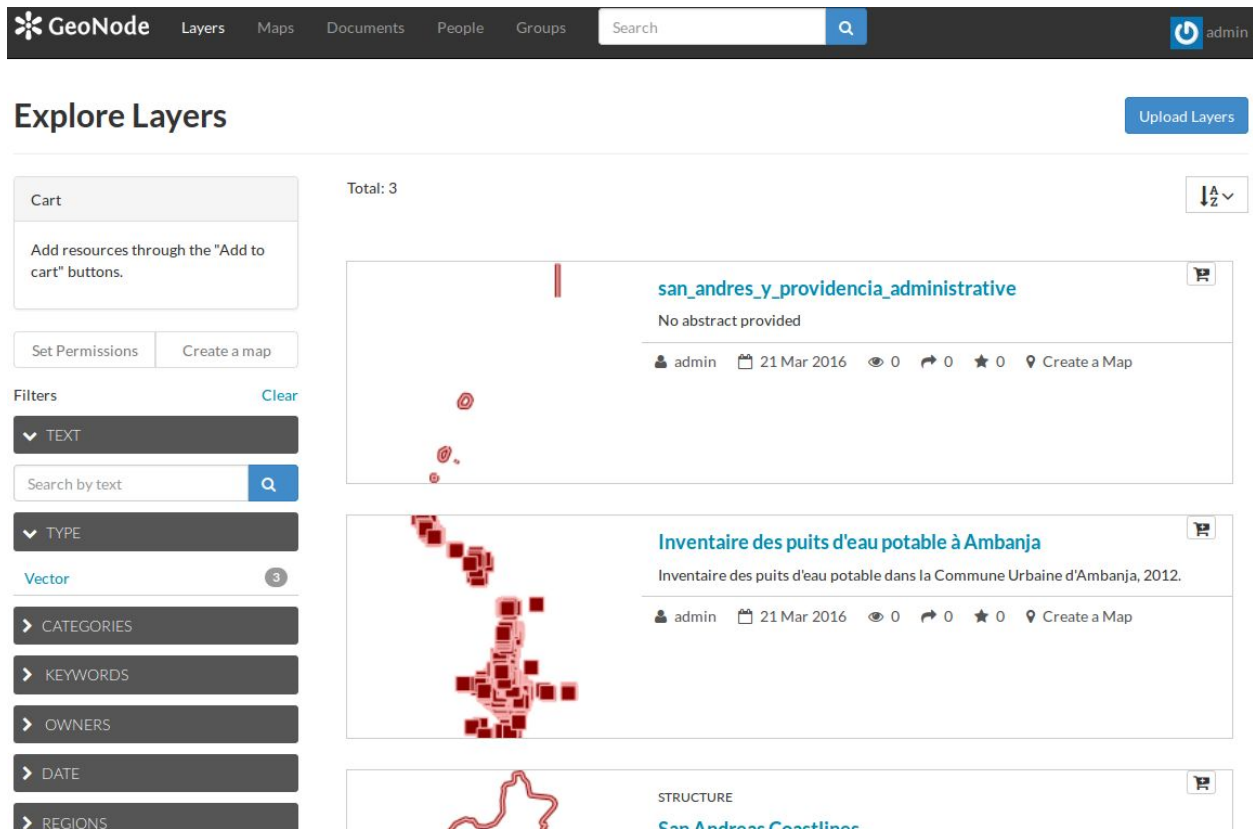 GeoNode Layers Maps Documents People Groups Search admin
Explore Layers
Upload Layers
Cart
Add resources through the "Add to
cart" buttons.
Set Permissions Create a map
Filters Clear
TEXT
Search by text
TYPE
Vector 3
CATEGORIES
KEYWORDS
OWNERS
DATE
REGIONS
Total: 3
A
Z
san_andres_y_providencia_administrative
No abstract provided
admin 21 Mar 2016 0 0 0 Create a Map
Inventaire des puits d'eau potable à Ambanja
Inventaire des puits d'eau potable dans la Commune Urbaine d'Ambanja, 2012.
admin 21 Mar 2016 0 0 0 Create a Map
STRUCTURE
San Andreas Coastlines